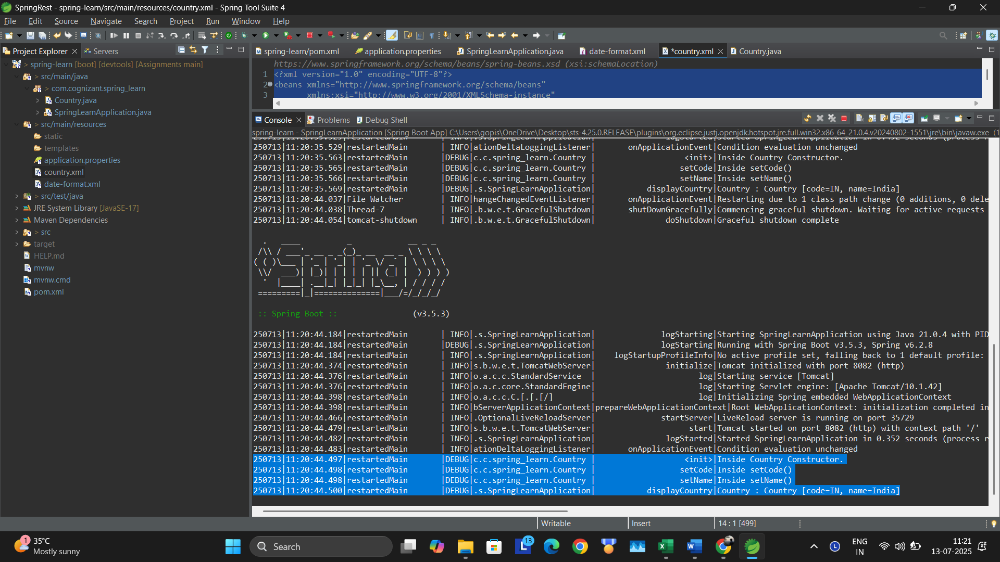 SpringRest - spring-learn/src/main/resources/country.xml - Spring Tool Suite 4
File Edit Source Navigate Search Project Run Window Help
Project Explorer
Servers
> spring-learn [boot] [devtools] [Assignments main]
> src/main/java
> com.cognizant.spring_learn
Country.java
SpringLearnApplication.java
> src/main/resources
static
templates
application.properties
country.xml
date-format.xml
> src/test/java
JRE System Library [JavaSE-17]
Maven Dependencies
> src
target
HELP.md
mvnw
mvnw.cmd
pom.xml
spring-learn/pom.xml application.properties SpringLearnApplication.java date-format.xml *country.xml Country.java
https://www.springframework.org/schema/beans/spring-beans.xsd (xsi:schemaLocation)
1 <?xml version="1.0" encoding="UTF-8"?>
2 <beans xmlns="http://www.springframework.org/schema/beans"
3 xmlns:xsi="http://www.w3.org/2001/XMLSchema-instance"
Console Problems Debug Shell
spring-learn - SpringLearnApplication [Spring Boot App] C:\Users\gopis\OneDrive\Desktop\sts-4.25.0.RELEASE\plugins\org.eclipse.justj.openjdk.hotspot.jre.full.win32.x86_64_21.0.4.v20240802-1551\jre\bin\javaw.exe (1
250713|11:20:35.529|restartedMain | INFO|ationDeltaLoggingListener| onApplicationEvent|Condition evaluation unchanged
250713|11:20:35.563|restartedMain |DEBUG|c.c.spring_learn.Country | <init>|Inside Country Constructor.
250713|11:20:35.565|restartedMain |DEBUG|c.c.spring_learn.Country | setCode|Inside setCode()
250713|11:20:35.566|restartedMain |DEBUG|c.c.spring_learn.Country | setName|Inside setName()
250713|11:20:35.569|restartedMain |DEBUG|.s.SpringLearnApplication| displayCountry|Country : Country [code=IN, name=India]
250713|11:20:44.037|File Watcher | INFO|hangeChangedEventListener| onApplicationEvent|Restarting due to 1 class path change (0 additions, 0 dele
250713|11:20:44.038|Thread-7 | INFO|.b.w.e.t.GracefulShutdown| shutDownGracefully|Commencing graceful shutdown. Waiting for active requests
250713|11:20:44.054|tomcat-shutdown | INFO|.b.w.e.t.GracefulShutdown| doShutdown|Graceful shutdown complete
Spring
:: Spring Boot :: (v3.5.3)
250713|11:20:44.184|restartedMain | INFO|.s.SpringLearnApplication| logStarting|Starting SpringLearnApplication using Java 21.0.4 with PID
250713|11:20:44.184|restartedMain |DEBUG|.s.SpringLearnApplication| logStarting|Running with Spring Boot v3.5.3, Spring v6.2.8
250713|11:20:44.184|restartedMain | INFO|.s.SpringLearnApplication| logStartupProfileInfo|No active profile set, falling back to 1 default profile:
250713|11:20:44.374|restartedMain | INFO|s.b.w.e.t.TomcatWebServer| initialize|Tomcat initialized with port 8082 (http)
250713|11:20:44.376|restartedMain | INFO|o.a.c.c.StandardService | log|Starting service [Tomcat]
250713|11:20:44.376|restartedMain | INFO|o.a.c.core.StandardEngine| log|Starting Servlet engine: [Apache Tomcat/10.1.42]
250713|11:20:44.398|restartedMain | INFO|o.a.c.c.C.[.[.[/] | log|Initializing Spring embedded WebApplicationContext
250713|11:20:44.398|restartedMain | INFO|bServerApplicationContext|prepareWebApplicationContext|Root WebApplicationContext: initialization completed in
250713|11:20:44.466|restartedMain | INFO|.OptionalLiveReloadServer| startServer|LiveReload server is running on port 35729
250713|11:20:44.479|restartedMain | INFO|s.b.w.e.t.TomcatWebServer| start|Tomcat started on port 8082 (http) with context path '/'
250713|11:20:44.482|restartedMain | INFO|.s.SpringLearnApplication| logStarted|Started SpringLearnApplication in 0.352 seconds (process r
250713|11:20:44.483|restartedMain | INFO|ationDeltaLoggingListener| onApplicationEvent|Condition evaluation unchanged
250713|11:20:44.497|restartedMain |DEBUG|c.c.spring_learn.Country | <init>|Inside Country Constructor.
250713|11:20:44.498|restartedMain |DEBUG|c.c.spring_learn.Country | setCode|Inside setCode()
250713|11:20:44.498|restartedMain |DEBUG|c.c.spring_learn.Country | setName|Inside setName()
250713|11:20:44.500|restartedMain |DEBUG|.s.SpringLearnApplication| displayCountry|Country : Country [code=IN, name=India]
Writable Insert 14 : 1 [499]
1
35°C
Mostly sunny
Search
13
ENG
IN
11:21
13-07-2025